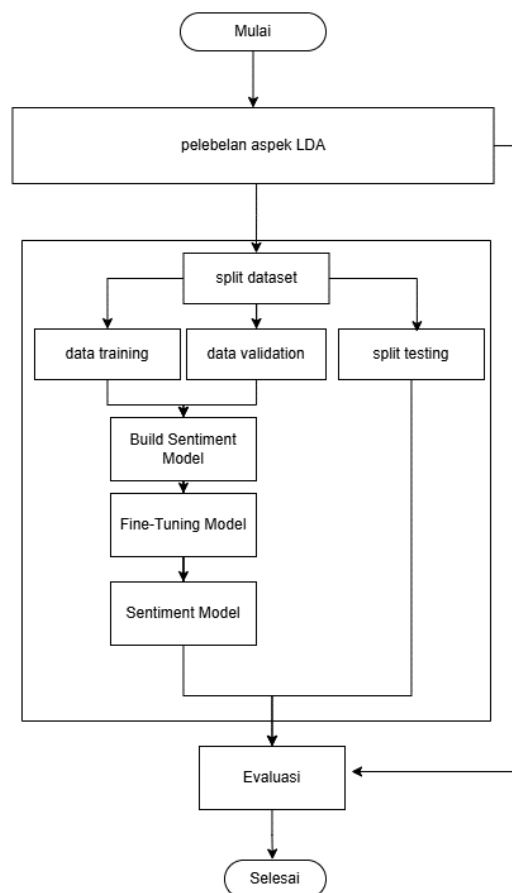 Mulai
pelebelan aspek LDA
split dataset
data training
data validation
split testing
Build Sentiment
Model
Fine-Tuning Model
Sentiment Model
Evaluasi
Selesai